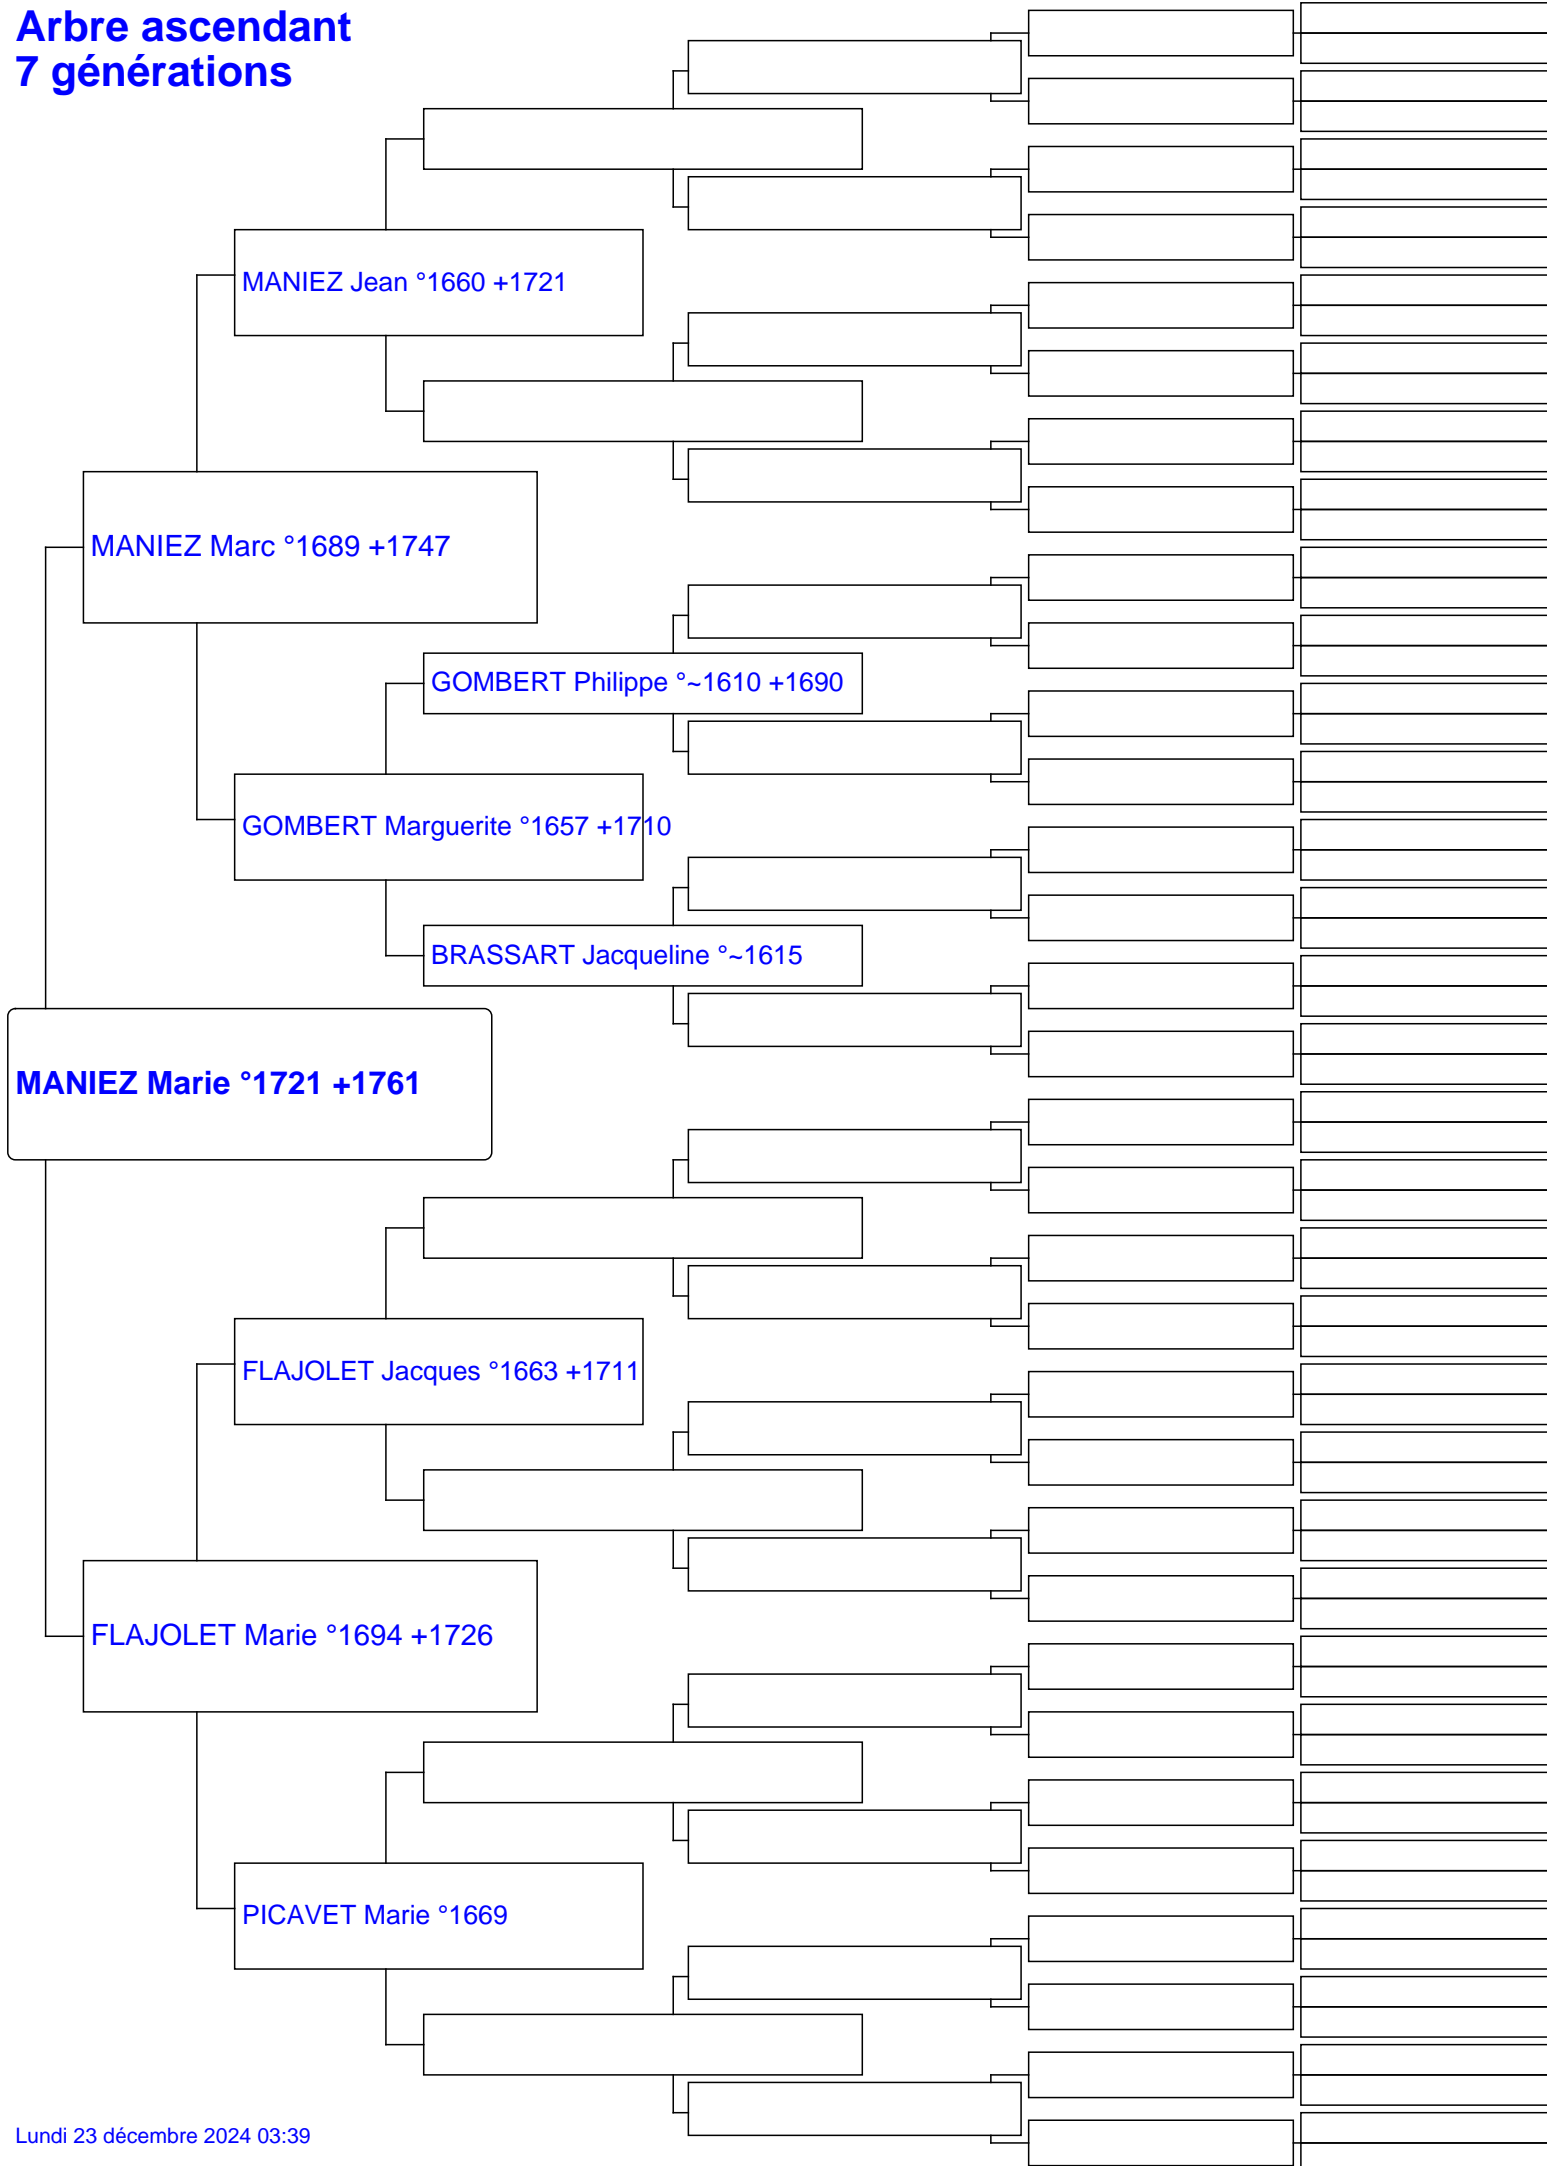 Arbre ascendant
7 générations
MANIEZ Jean °1660 +1721
MANIEZ Marc °1689 +1747
GOMBERT Philippe °~1610 +1690
GOMBERT Marguerite °1657 +1710
BRASSART Jacqueline °~1615
MANIEZ Marie °1721 +1761
FLAJOLET Jacques °1663 +1711
FLAJOLET Marie °1694 +1726
PICAVET Marie °1669
Lundi 23 décembre 2024 03:39